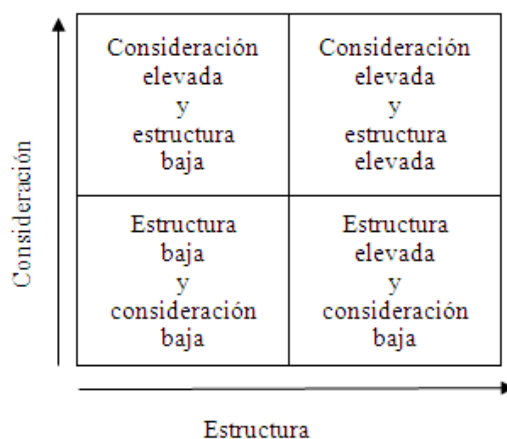 Consideración
elevada
y
estructura
baja
Consideración
elevada
y
estructura
elevada
Estructura
baja
y
consideración
baja
Estructura
elevada
y
consideración
baja
Consideración
Estructura